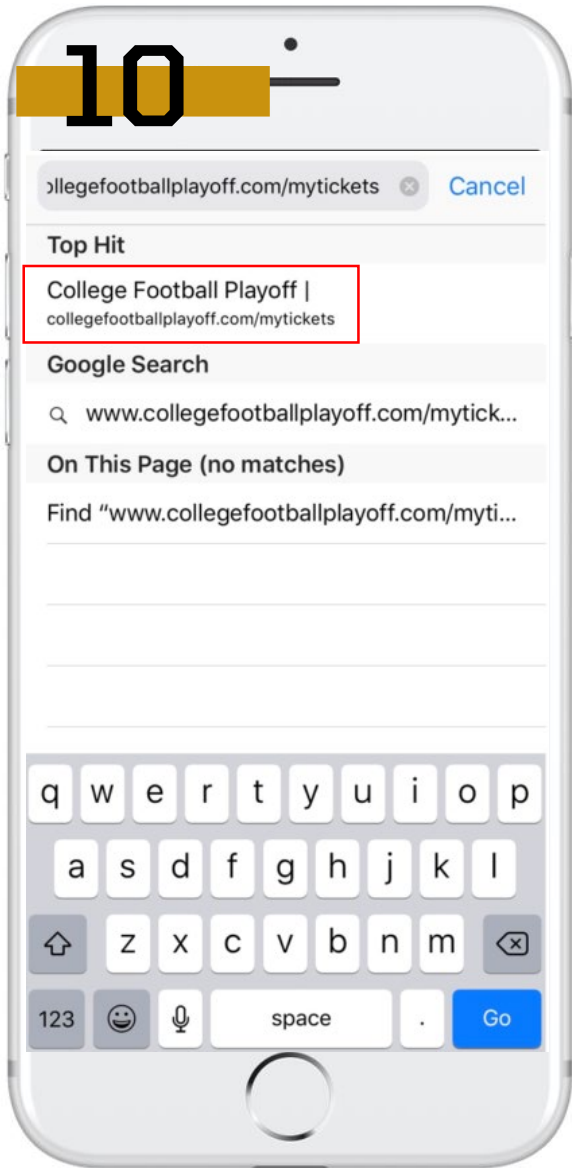 10
ollegefootballplayoff.com/mytickets Cancel
Top Hit
College Football Playoff |
collegefootballplayoff.com/mytickets
Google Search
www.collegefootballplayoff.com/mytick...
On This Page (no matches)
Find “www.collegefootballplayoff.com/myti...
q w e r t y u i o p
a s d f g h j k l
z x c v b n m
123 space . Go